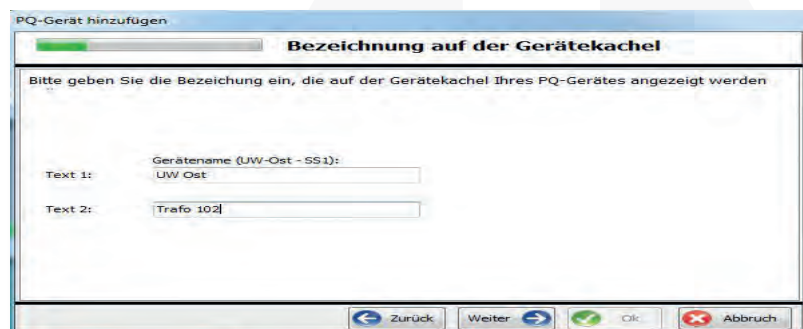 PQ-Gerät hinzufügen
Bezeichnung auf der Gerätekachel
Bitte geben Sie die Bezeichung ein, die auf der Gerätekachel Ihres PQ-Gerätes angezeigt werden
Gerätename (UW-Ost - SS1):
Text 1: UW Ost
Text 2: Trafo 102
Zurück Weiter Ok Abbruch